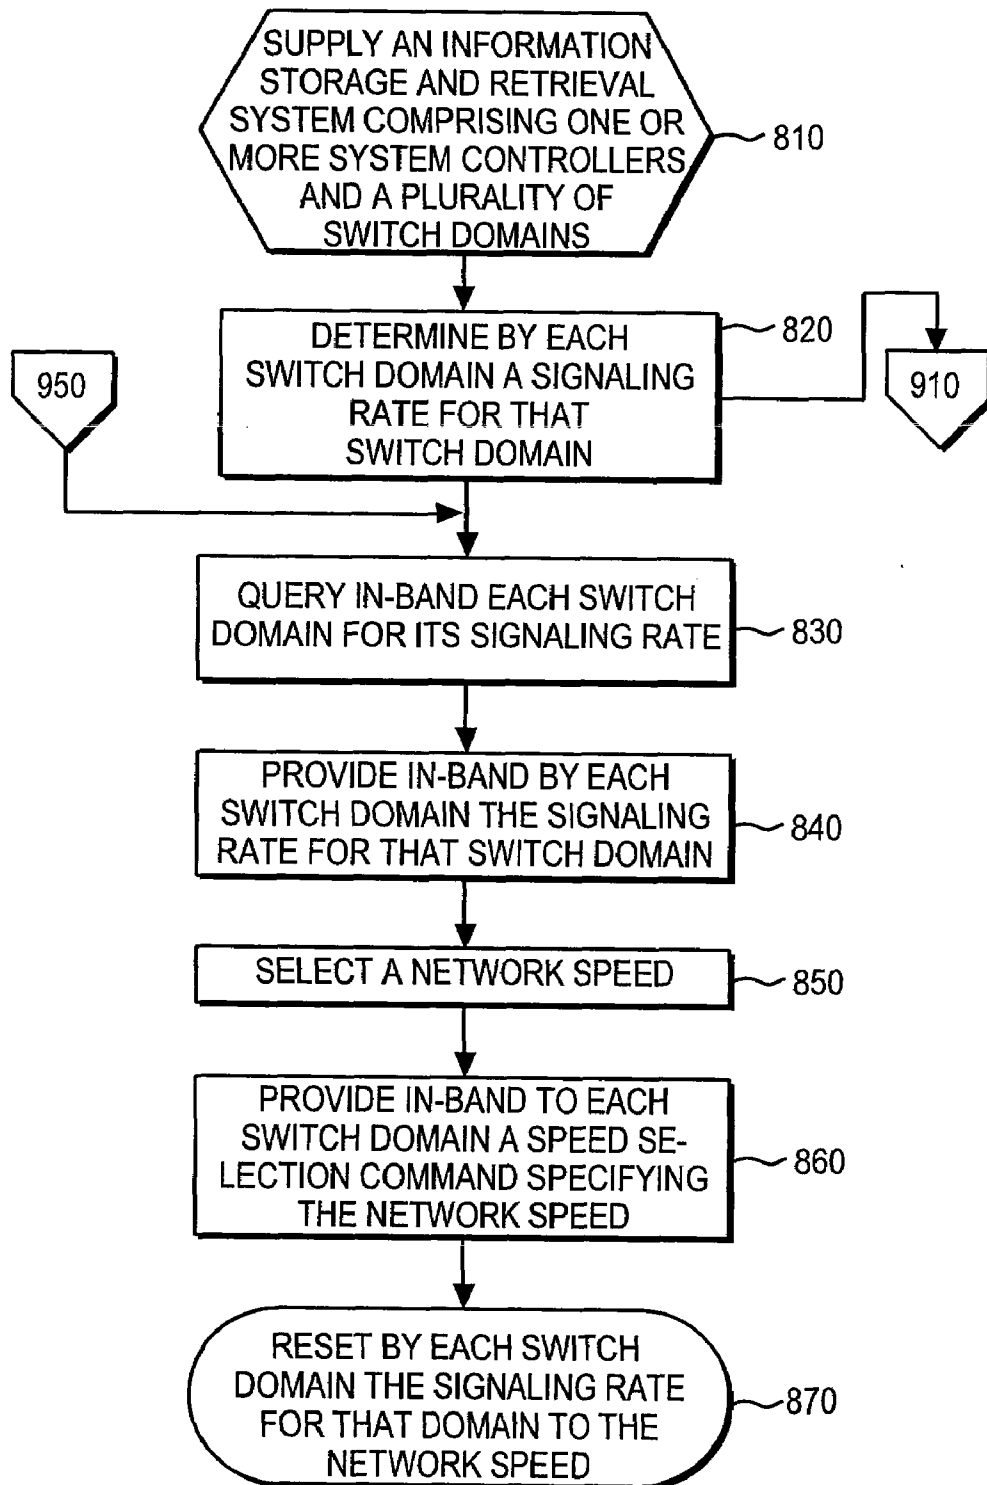 SUPPLY AN INFORMATION
STORAGE AND RETRIEVAL
SYSTEM COMPRISING ONE OR
MORE SYSTEM CONTROLLERS
AND A PLURALITY OF
SWITCH DOMAINS
810
DETERMINE BY EACH
SWITCH DOMAIN A SIGNALING
RATE FOR THAT
SWITCH DOMAIN
820
950
910
QUERY IN-BAND EACH SWITCH
DOMAIN FOR ITS SIGNALING RATE
830
PROVIDE IN-BAND BY EACH
SWITCH DOMAIN THE SIGNALING
RATE FOR THAT SWITCH DOMAIN
840
SELECT A NETWORK SPEED
850
PROVIDE IN-BAND TO EACH
SWITCH DOMAIN A SPEED SE-
LECTION COMMAND SPECIFYING
THE NETWORK SPEED
860
RESET BY EACH SWITCH
DOMAIN THE SIGNALING RATE
FOR THAT DOMAIN TO THE
NETWORK SPEED
870